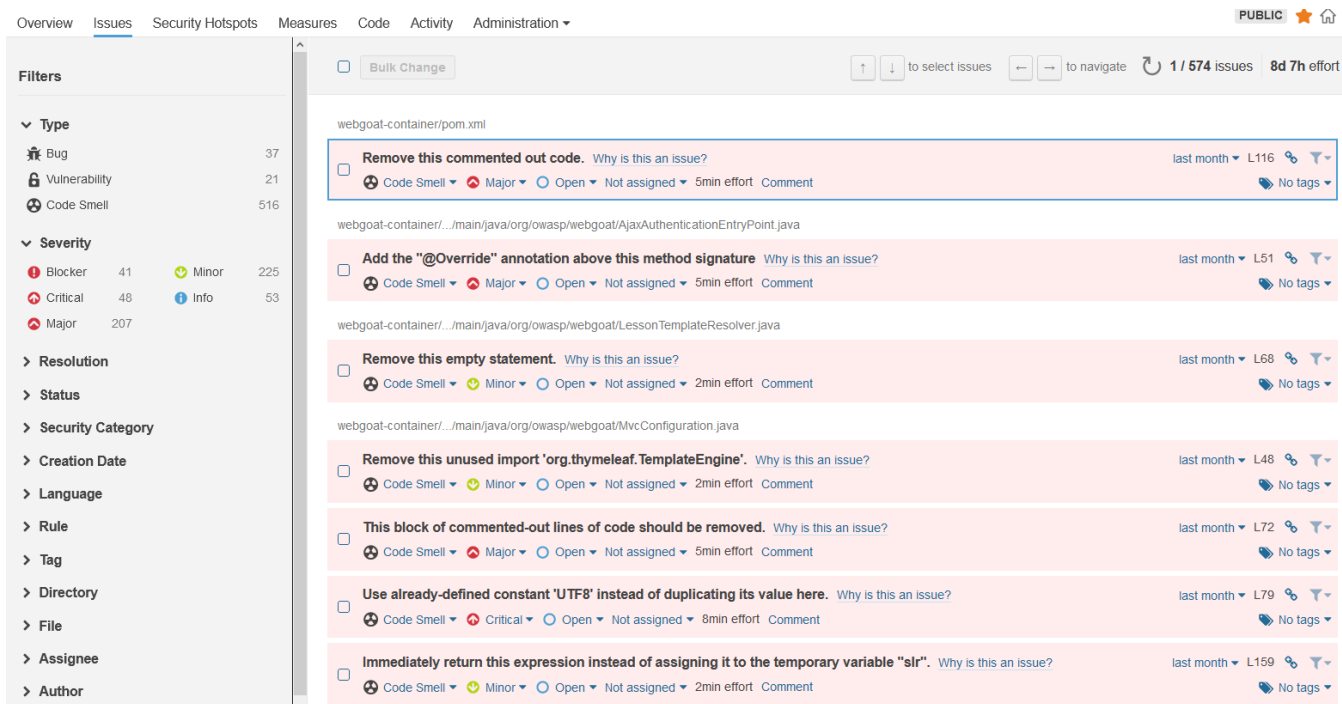 Overview Issues Security Hotspots Measures Code Activity Administration PUBLIC
Filters
Type
Bug 37
Vulnerability 21
Code Smell 516
Severity
Blocker 41 Minor 225
Critical 48 Info 53
Major 207
Resolution
Status
Security Category
Creation Date
Language
Rule
Tag
Directory
File
Assignee
Author
Bulk Change ↑ ↓ to select issues ← → to navigate 1 / 574 issues 8d 7h effort
webgoat-container/pom.xml
Remove this commented out code. Why is this an issue? last month L116
Code Smell Major Open Not assigned 5min effort Comment No tags
webgoat-container/.../main/java/org/owasp/webgoat/AjaxAuthenticationEntryPoint.java
Add the "@Override" annotation above this method signature Why is this an issue? last month L51
Code Smell Major Open Not assigned 5min effort Comment No tags
webgoat-container/.../main/java/org/owasp/webgoat/LessonTemplateResolver.java
Remove this empty statement. Why is this an issue? last month L68
Code Smell Minor Open Not assigned 2min effort Comment No tags
webgoat-container/.../main/java/org/owasp/webgoat/MvcConfiguration.java
Remove this unused import 'org.thymeleaf.TemplateEngine'. Why is this an issue? last month L48
Code Smell Minor Open Not assigned 2min effort Comment No tags
This block of commented-out lines of code should be removed. Why is this an issue? last month L72
Code Smell Major Open Not assigned 5min effort Comment No tags
Use already-defined constant 'UTF8' instead of duplicating its value here. Why is this an issue? last month L79
Code Smell Critical Open Not assigned 8min effort Comment No tags
Immediately return this expression instead of assigning it to the temporary variable "slr". Why is this an issue? last month L159
Code Smell Minor Open Not assigned 2min effort Comment No tags